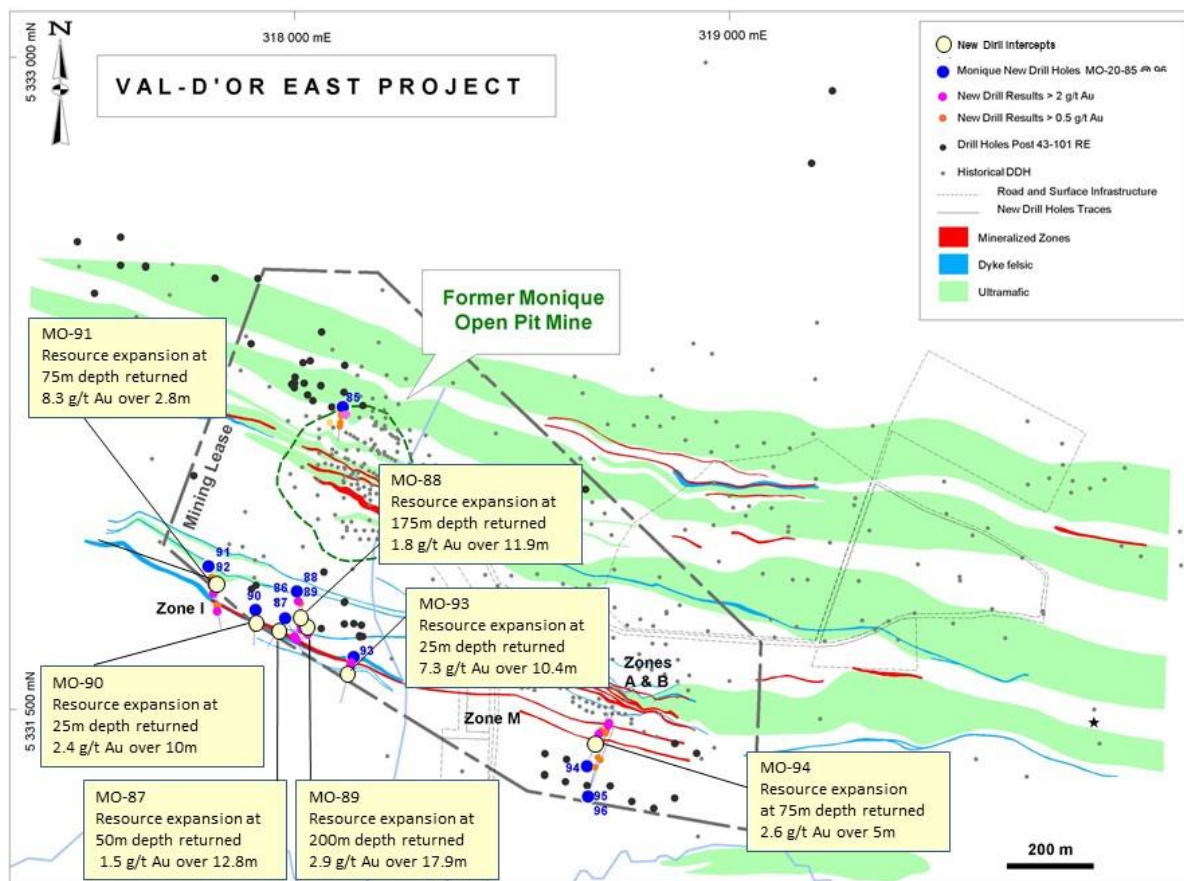 318 000 mE
319 000 mE
Z
5 333 000 mN
VAL-D'OR EAST PROJECT
New Dirll Intercepts
Monique New Drill Holes MO-20-85 @ 96
New Drill Results > 2 g/t Au
New Drill Results > 0.5 g/t Au
Drill Holes Post 43-101 RE
Historical DDH
Road and Surface Infrastructure
New Drill Holes Traces
Mineralized Zones
Dyke felsic
Ultramafic
Former Monique
Open Pit Mine
MO-91
Resource expansion at
75m depth returned
8.3 g/t Au over 2.8m
Mining Lease
85
MO-88
Resource expansion at
175m depth returned
1.8 g/t Au over 11.9m
91
92
90
86
87
88
89
93
Zone I
MO-93
Resource expansion at
25m depth returned
7.3 g/t Au over 10.4m
Zones
A & B
MO-90
Resource expansion at
25m depth returned
2.4 g/t Au over 10m
Zone M
5 331 500 mN
94
95
96
MO-94
Resource expansion
at 75m depth returned
2.6 g/t Au over 5m
MO-87
Resource expansion at
50m depth returned
1.5 g/t Au over 12.8m
MO-89
Resource expansion at
200m depth returned
2.9 g/t Au over 17.9m
200 m